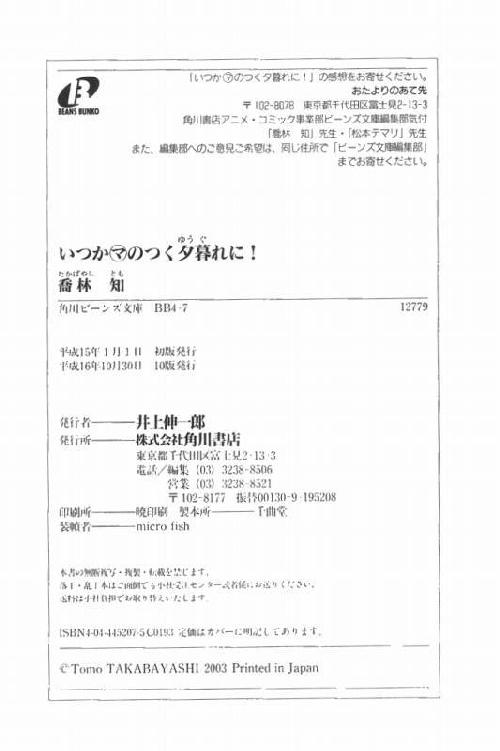 BEANS BUNKO
「いつか㋮のつく夕暮れに!」の感想をお寄せください。
おたよりのあて先
〒102-8078 東京都千代田区富士見2-13-3
角川書店アニメ・コミック事業部ビーンズ文庫編集部気付
「喬林 知」先生・「松本テマリ」先生
また、編集部へのご意見ご希望は、同じ住所で「ビーンズ文庫編集部」
までお寄せください。
ゆうぐ
いつか㋮のつく夕暮れに!
たかばやし とも
喬林 知
角川ビーンズ文庫 BB4-7 12779
平成15年1月1日 初版発行
平成16年10月30日 10版発行
発行者―――井上伸一郎
発行所―――株式会社角川書店
東京都千代田区富士見2-13-3
電話/編集 (03) 3238-8506
営業 (03) 3238-8521
〒102-8177 振替00130-9-195208
印刷所―――暁印刷 製本所―――千曲堂
装幀者―――micro fish
本書の無断複写・複製・転載を禁じます。
落丁・乱丁本はご面倒でも小社受注センター読者係にお送りください。
送料は小社負担でお取り替えいたします。
ISBN4-04-445207-5 C0193 定価はカバーに明記してあります。
©Tomo TAKABAYASHI 2003 Printed in Japan